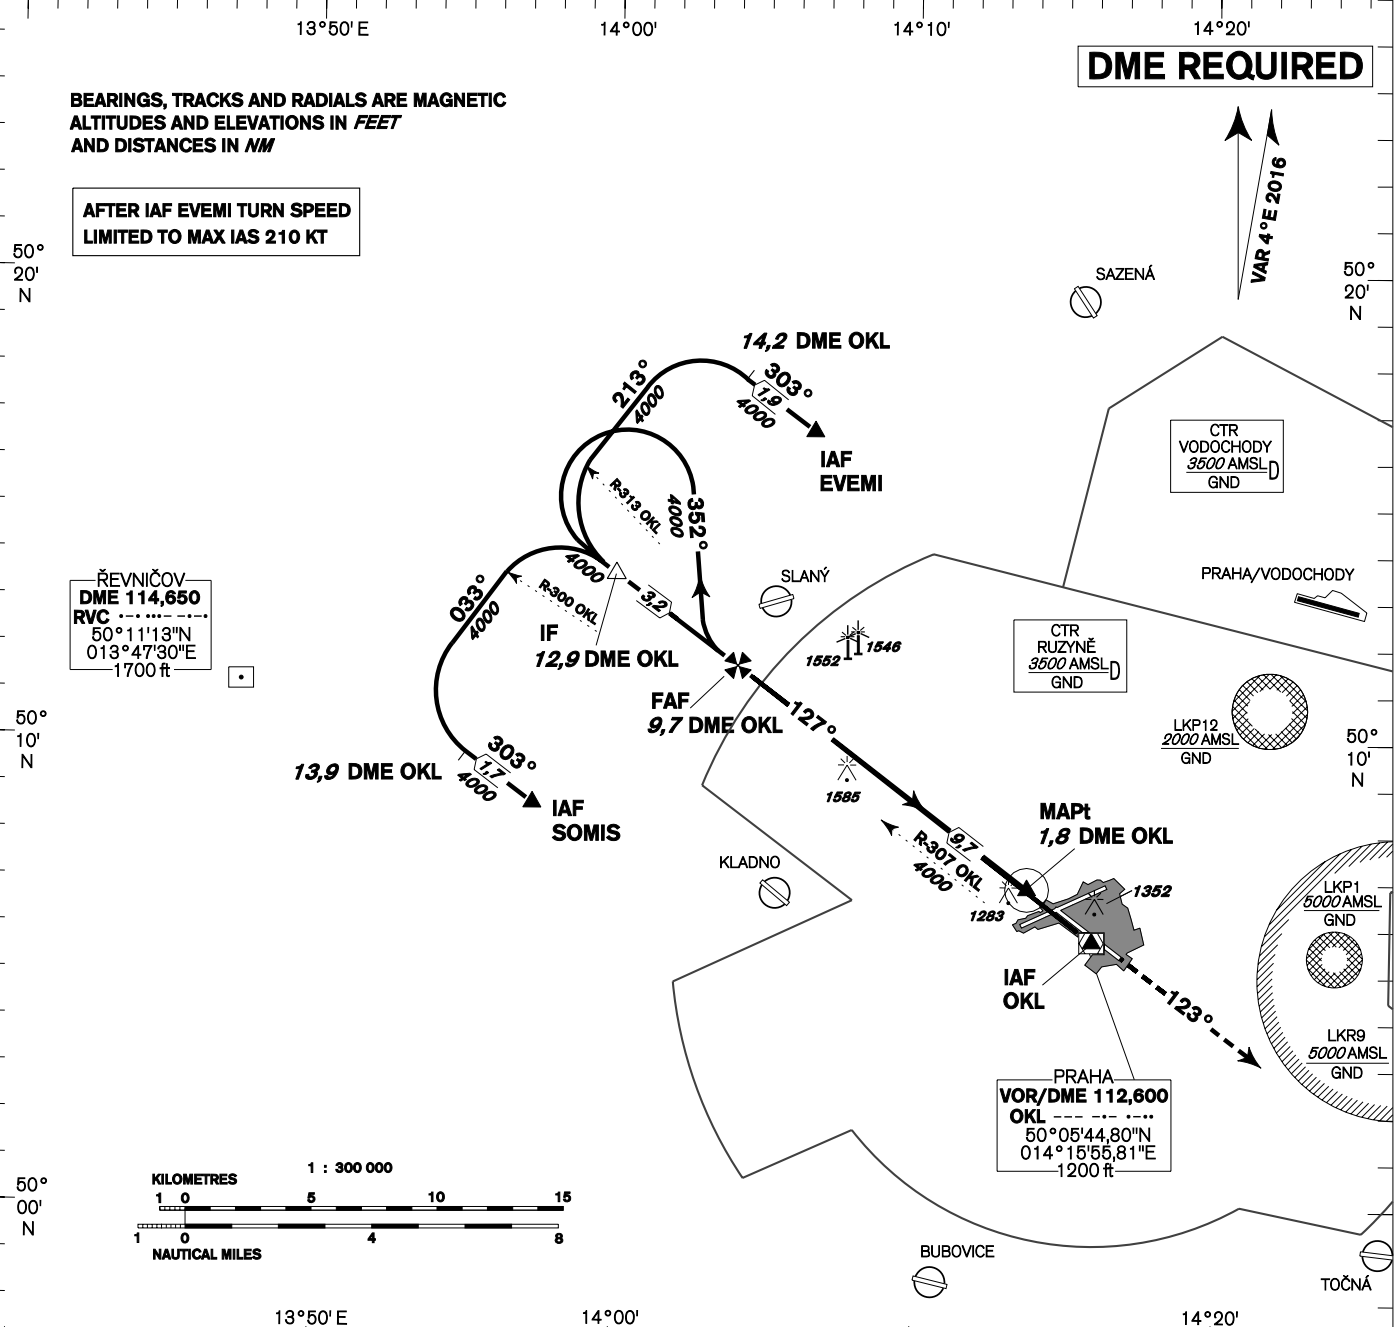 13°50' E
14°00'
14°10'
14°20'
DME REQUIRED
BEARINGS, TRACKS AND RADIALS ARE MAGNETIC
ALTITUDES AND ELEVATIONS IN FEET
AND DISTANCES IN NM
AFTER IAF EVEMI TURN SPEED
LIMITED TO MAX IAS 210 KT
VAR 4°E 2016
50°
20'
N
50°
20'
N
SAZENÁ
14,2 DME OKL
303°
1,9
4000
213°
4000
IAF
EVEMI
CTR
VODOCHODY
3500 AMSL D
GND
R-313 OKL
352°
4000
4000
ŘEVNIČOV
DME 114,650
RVC ·-· ···- -·-·
50°11'13"N
013°47'30"E
1700 ft
033°
4000
R-300 OKL
3,2
SLANÝ
PRAHA/VODOCHODY
IF
12,9 DME OKL
1552
1546
CTR
RUZYNĚ
3500 AMSL D
GND
FAF
9,7 DME OKL
127°
LKP12
2000 AMSL
GND
50°
10'
N
50°
10'
N
13,9 DME OKL
303°
1,7
4000
IAF
SOMIS
1585
MAPt
1,8 DME OKL
9,7
R-307 OKL
4000
KLADNO
1283
1352
LKP1
5000 AMSL
GND
IAF
OKL
123°
LKR9
5000 AMSL
GND
PRAHA
VOR/DME 112,600
OKL --- -·- ·-··
50°05'44,80"N
014°15'55,81"E
1200 ft
1 : 300 000
KILOMETRES
1 0 5 10 15
1 0 4 8
NAUTICAL MILES
50°
00'
N
BUBOVICE
TOČNÁ
13°50' E
14°00'
14°20'